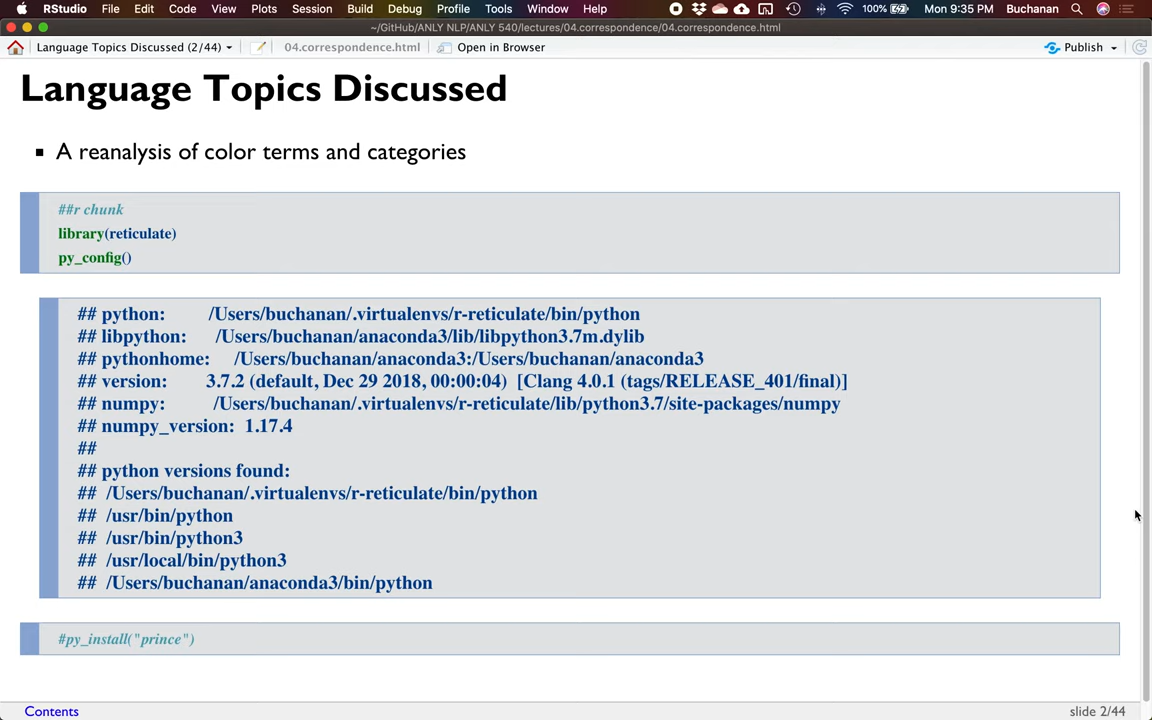 RStudio File Edit Code View Plots Session Build Debug Profile Tools Window Help 100% Mon 9:35 PM Buchanan
~/GitHub/ANLY NLP/ANLY 540/lectures/04.correspondence/04.correspondence.html
Language Topics Discussed (2/44) 04.correspondence.html Open in Browser Publish
Language Topics Discussed
A reanalysis of color terms and categories
##r chunk
library(reticulate)
py_config()
## python: /Users/buchanan/.virtualenvs/r-reticulate/bin/python
## libpython: /Users/buchanan/anaconda3/lib/libpython3.7m.dylib
## pythonhome: /Users/buchanan/anaconda3:/Users/buchanan/anaconda3
## version: 3.7.2 (default, Dec 29 2018, 00:00:04) [Clang 4.0.1 (tags/RELEASE_401/final)]
## numpy: /Users/buchanan/.virtualenvs/r-reticulate/lib/python3.7/site-packages/numpy
## numpy_version: 1.17.4
##
## python versions found:
## /Users/buchanan/.virtualenvs/r-reticulate/bin/python
## /usr/bin/python
## /usr/bin/python3
## /usr/local/bin/python3
## /Users/buchanan/anaconda3/bin/python
#py_install("prince")
Contents slide 2/44